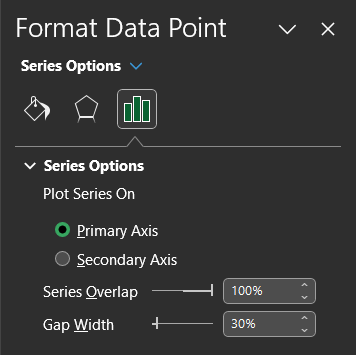 Format Data Point
Series Options
Series Options
Plot Series On
Primary Axis
Secondary Axis
Series Overlap 100%
Gap Width 30%